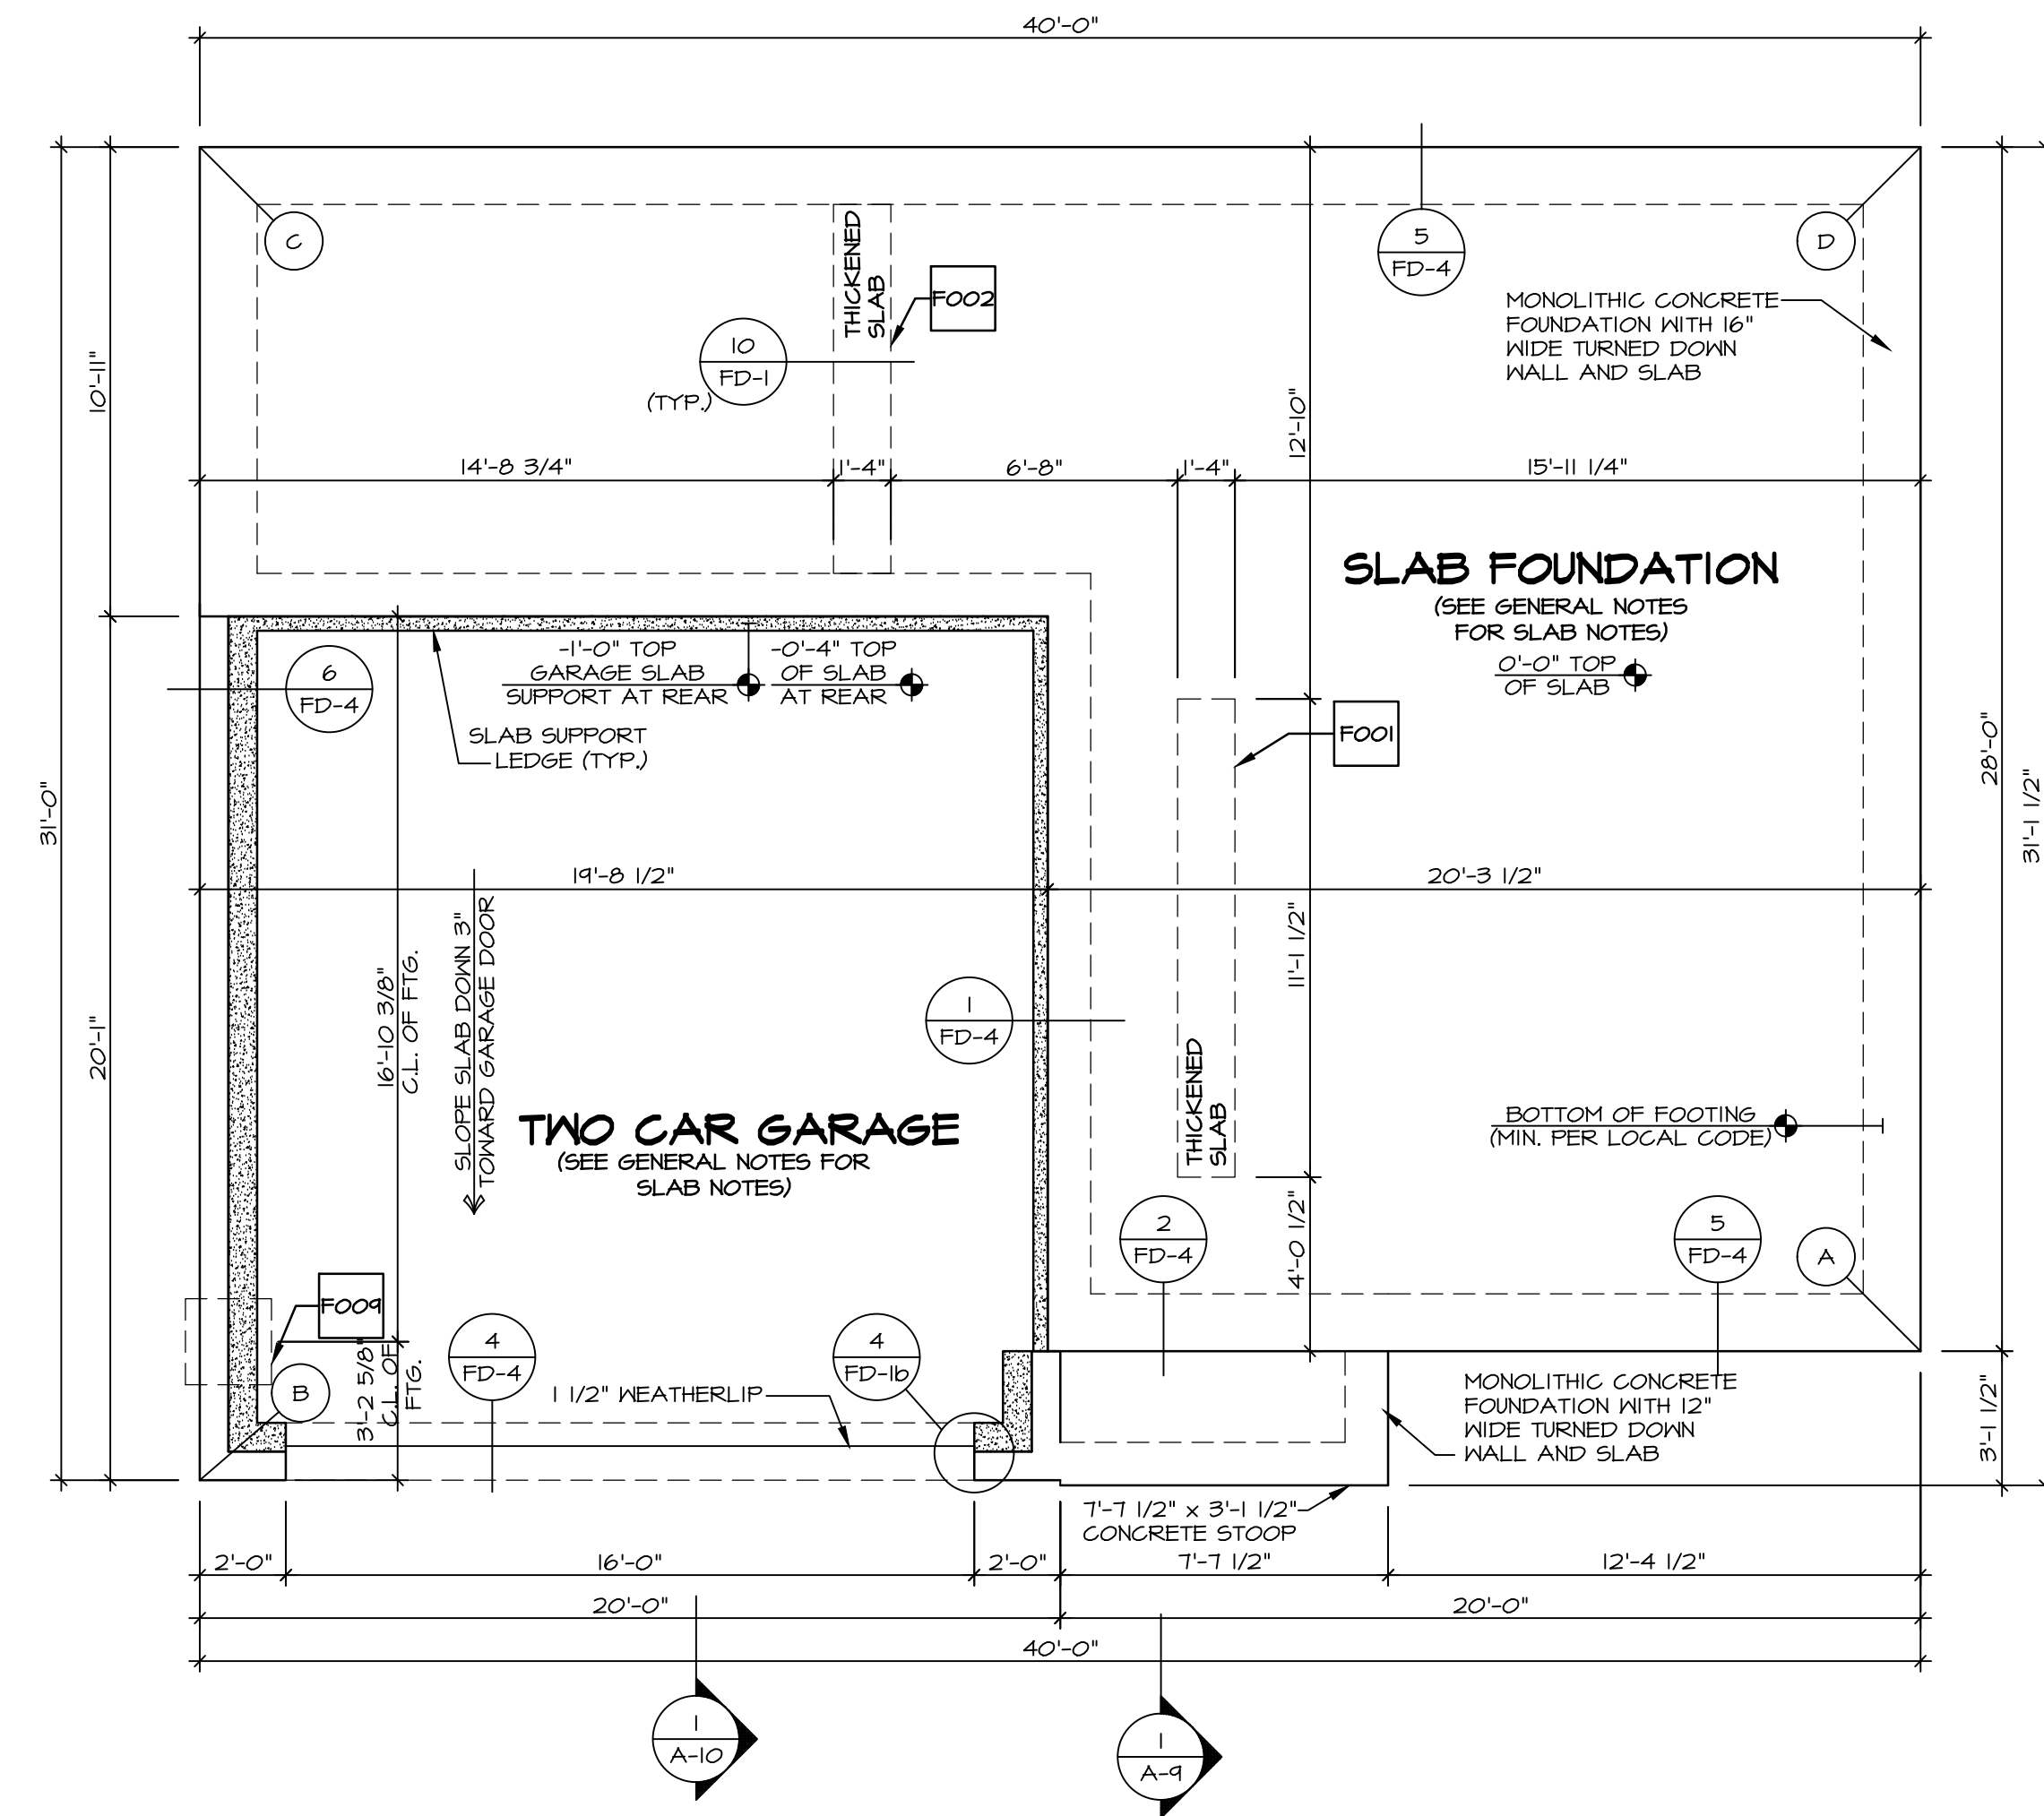 40'-0"
C
THICKENED
SLAB
F002
5
FD-4
D
MONOLITHIC CONCRETE
FOUNDATION WITH 16"
WIDE TURNED DOWN
WALL AND SLAB
10
FD-1
(TYP.)
10'-11"
12'-10"
14'-8 3/4"
1'-4"
6'-8"
1'-4"
15'-11 1/4"
SLAB FOUNDATION
(SEE GENERAL NOTES
FOR SLAB NOTES)
0'-0" TOP
OF SLAB
-1'-0" TOP
GARAGE SLAB
SUPPORT AT REAR
-0'-4" TOP
OF SLAB
AT REAR
6
FD-4
SLAB SUPPORT
LEDGE (TYP.)
F001
31'-0"
28'-0"
31'-1 1/2"
19'-8 1/2"
20'-3 1/2"
20'-1"
16'-10 3/8"
C.L. OF FTG.
SLOPE SLAB DOWN 3"
TOWARD GARAGE DOOR
11'-1 1/2"
1
FD-4
TWO CAR GARAGE
(SEE GENERAL NOTES FOR
SLAB NOTES)
THICKENED
SLAB
BOTTOM OF FOOTING
(MIN. PER LOCAL CODE)
2
FD-4
4'-0 1/2"
5
FD-4
A
F009
B
3'-2 5/8"
C.L. OF
FTG.
4
FD-4
4
FD-1b
1 1/2" WEATHERLIP
MONOLITHIC CONCRETE
FOUNDATION WITH 12"
WIDE TURNED DOWN
WALL AND SLAB
3'-1 1/2"
7'-7 1/2" x 3'-1 1/2"
CONCRETE STOOP
2'-0"
16'-0"
2'-0"
7'-7 1/2"
12'-4 1/2"
20'-0"
20'-0"
40'-0"
1
A-10
1
A-9